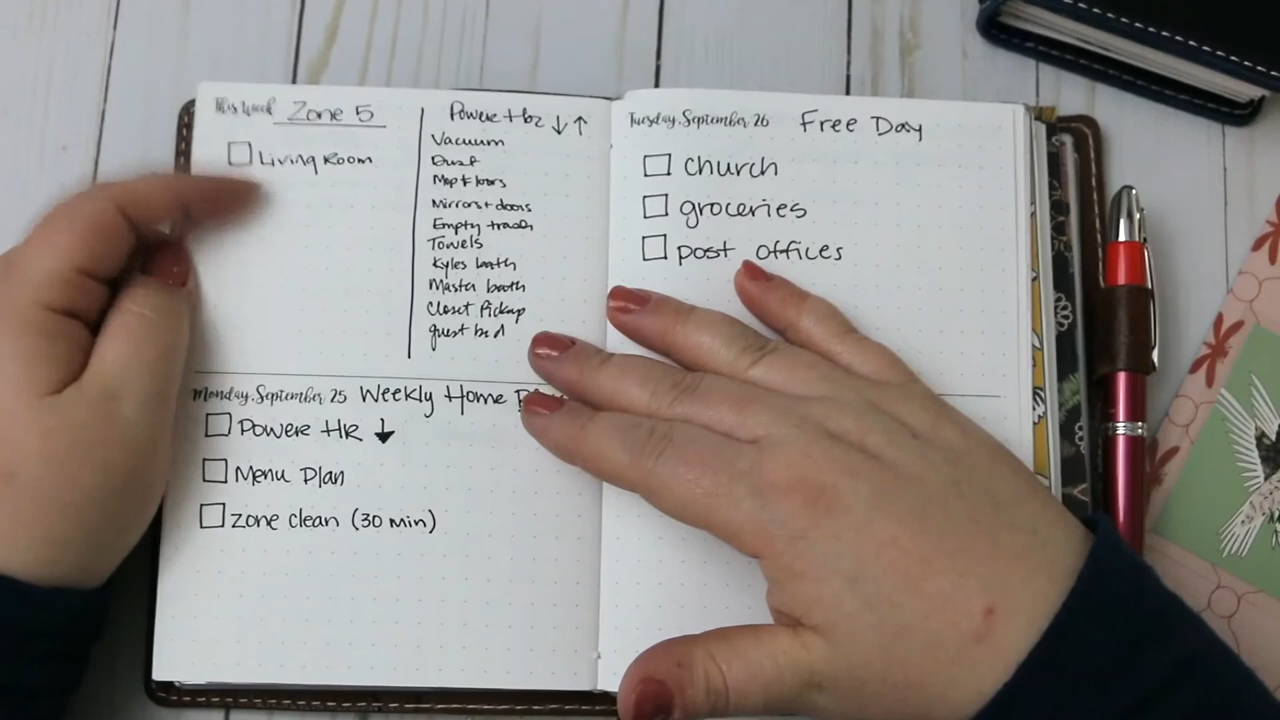 This Week Zone 5
Living Room
Power Hr ↓↑
Vacuum
Dust
Mop floors
Mirrors + doors
Empty trash
Towels
Kyles bath
Master bath
Closet Pickup
guest bed
Monday, September 25 Weekly Home
Power HR ↓
Menu Plan
zone clean (30 min)
Tuesday, September 26 Free Day
church
groceries
post offices